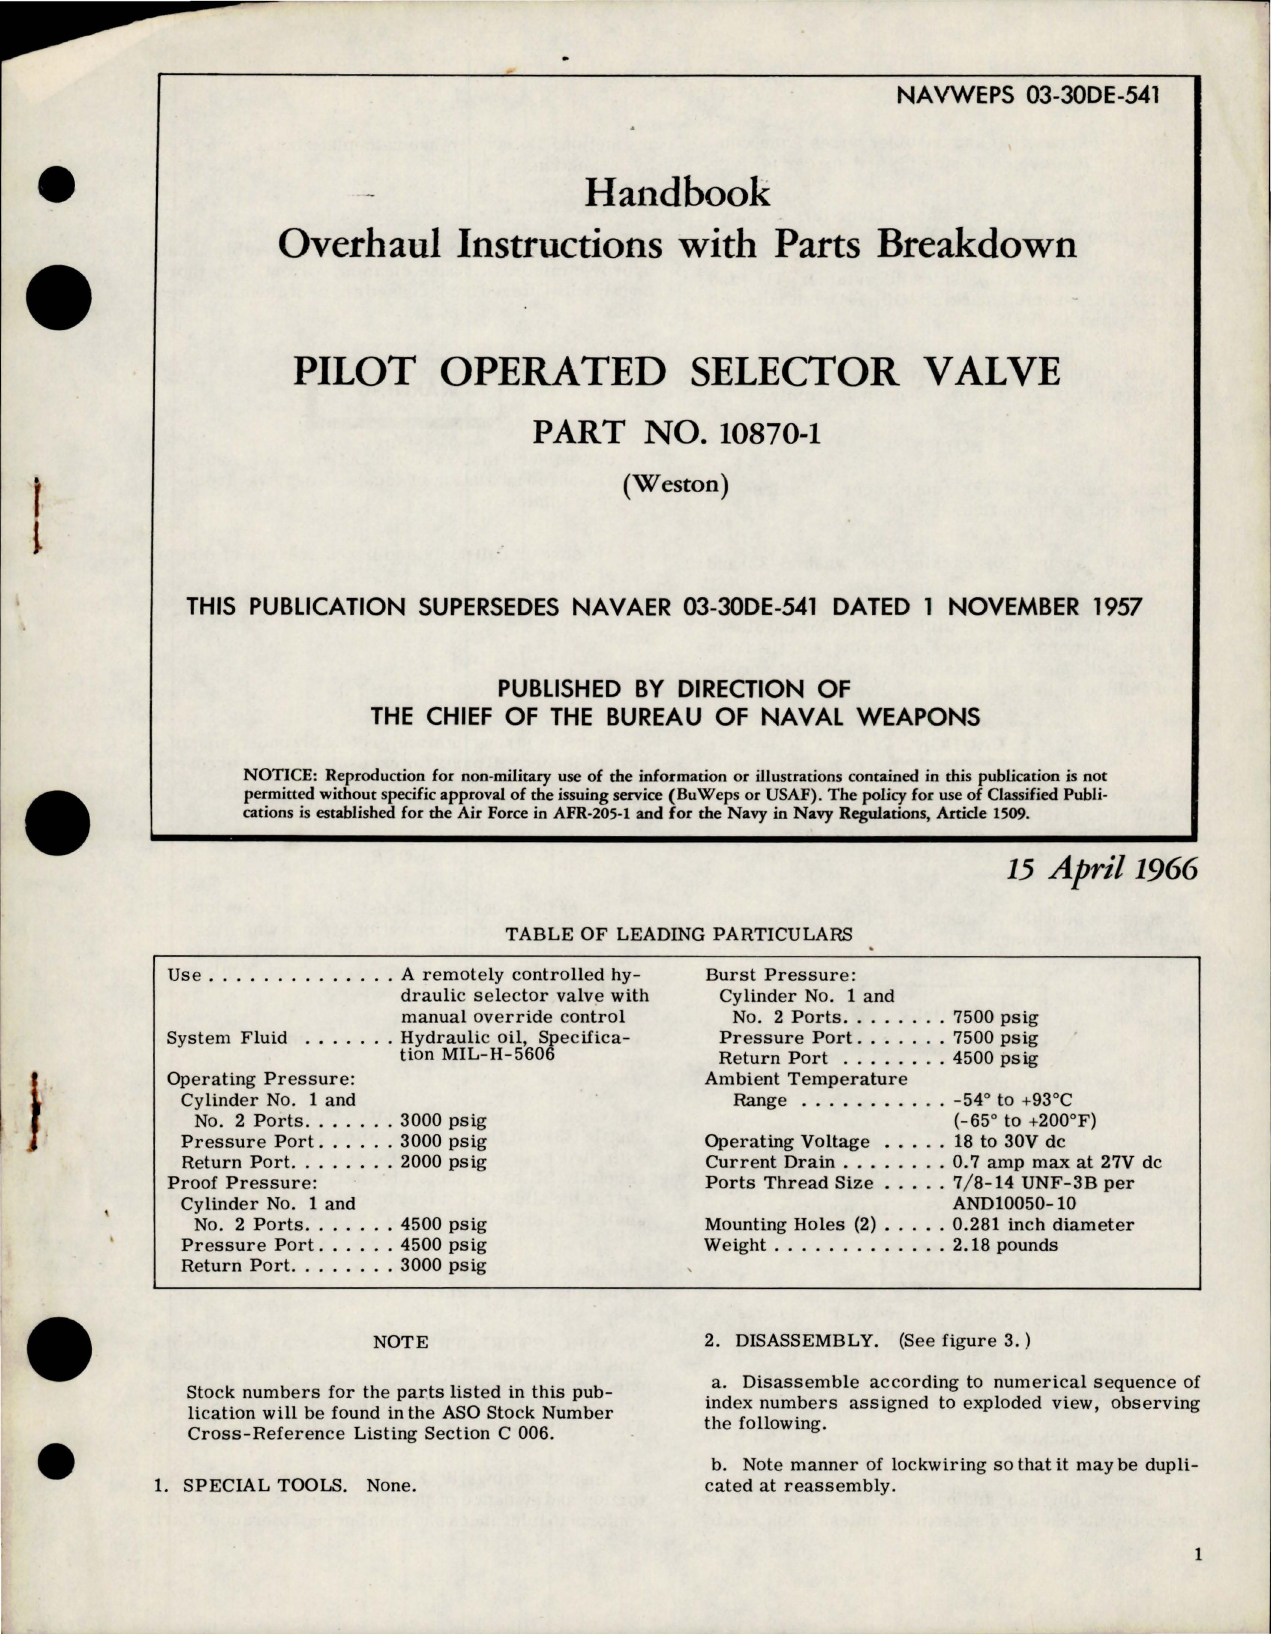 NAVWEPS 03-30DE-541
Handbook
Overhaul Instructions with Parts Breakdown
PILOT OPERATED SELECTOR VALVE
PART NO. 10870-1
(Weston)
THIS PUBLICATION SUPERSEDES NAVAER 03-30DE-541 DATED 1 NOVEMBER 1957
PUBLISHED BY DIRECTION OF
THE CHIEF OF THE BUREAU OF NAVAL WEAPONS
NOTICE: Reproduction for non-military use of the information or illustrations contained in this publication is not
permitted without specific approval of the issuing service (BuWeps or USAF). The policy for use of Classified Publi-
cations is established for the Air Force in AFR-205-1 and for the Navy in Navy Regulations, Article 1509.
15 April 1966
TABLE OF LEADING PARTICULARS
Use . . . . . . . . . . . . . . A remotely controlled hy-
draulic selector valve with
manual override control
System Fluid . . . . . . . Hydraulic oil, Specifica-
tion MIL-H-5606
Operating Pressure:
Cylinder No. 1 and
No. 2 Ports. . . . . . . 3000 psig
Pressure Port. . . . . . 3000 psig
Return Port. . . . . . . . 2000 psig
Proof Pressure:
Cylinder No. 1 and
No. 2 Ports. . . . . . . 4500 psig
Pressure Port. . . . . . 4500 psig
Return Port. . . . . . . . 3000 psig
Burst Pressure:
Cylinder No. 1 and
No. 2 Ports. . . . . . . . 7500 psig
Pressure Port. . . . . . . 7500 psig
Return Port . . . . . . . . 4500 psig
Ambient Temperature
Range . . . . . . . . . . . -54° to +93°C
(-65° to +200°F)
Operating Voltage . . . . . 18 to 30V dc
Current Drain . . . . . . . . 0.7 amp max at 27V dc
Ports Thread Size . . . . . 7/8-14 UNF-3B per
AND10050-10
Mounting Holes (2) . . . . . 0.281 inch diameter
Weight . . . . . . . . . . . . . 2.18 pounds
NOTE
Stock numbers for the parts listed in this pub-
lication will be found in the ASO Stock Number
Cross-Reference Listing Section C 006.
1. SPECIAL TOOLS. None.
2. DISASSEMBLY. (See figure 3.)
a. Disassemble according to numerical sequence of
index numbers assigned to exploded view, observing
the following.
b. Note manner of lockwiring so that it may be dupli-
cated at reassembly.
1